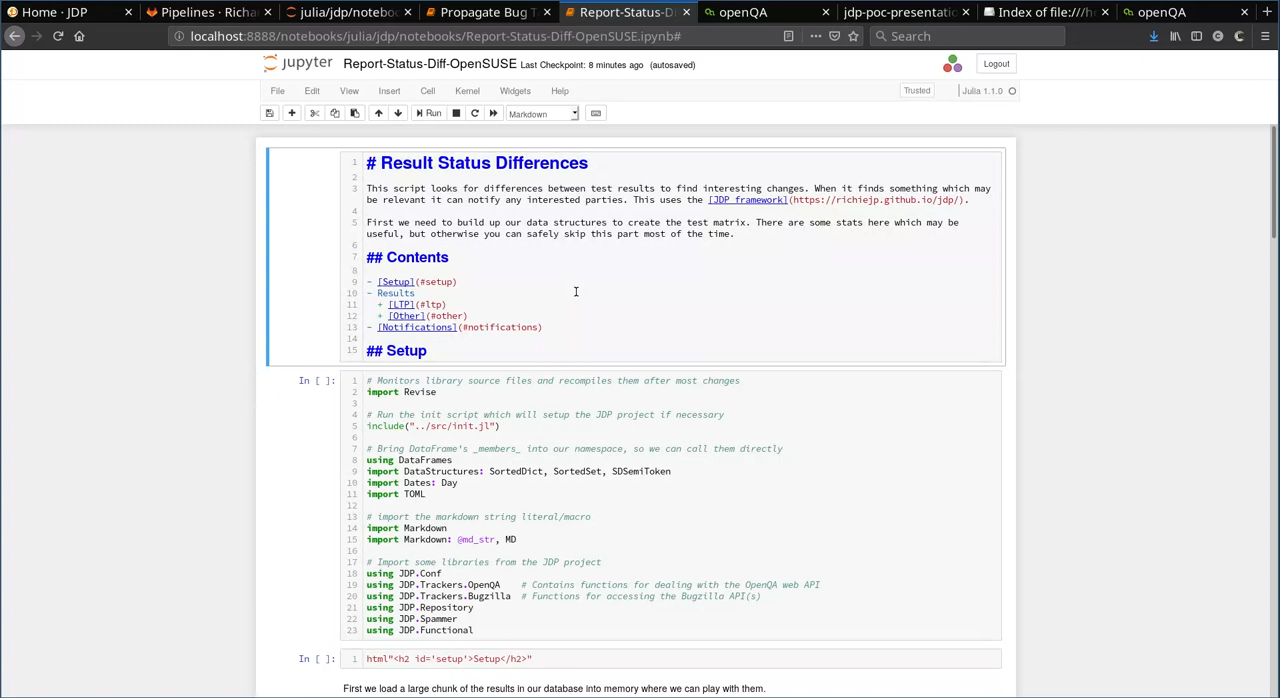 Home · JDP
Pipelines · Richar
julia/jdp/noteboo
Propagate Bug T
Report-Status-Di
openQA
jdp-poc-presentatio
Index of file:///h
openQA
localhost:8888/notebooks/julia/jdp/notebooks/Report-Status-Diff-OpenSUSE.ipynb#
Search
jupyter Report-Status-Diff-OpenSUSE Last Checkpoint: 8 minutes ago (autosaved)
Logout
File Edit View Insert Cell Kernel Widgets Help
Trusted
Julia 1.1.0
Run
Markdown
1 # Result Status Differences
2
3 This script looks for differences between test results to find interesting changes. When it finds something which may
be relevant it can notify any interested parties. This uses the [JDP framework](https://richiejp.github.io/jdp/).
4
5 First we need to build up our data structures to create the test matrix. There are some stats here which may be
useful, but otherwise you can safely skip this part most of the time.
6
7 ## Contents
8
9 - [Setup](#setup)
10 - Results
11 + [LTP](#ltp)
12 + [Other](#other)
13 - [Notifications](#notifications)
14
15 ## Setup
In [ ]:
1 # Monitors library source files and recompiles them after most changes
2 import Revise
3
4 # Run the init script which will setup the JDP project if necessary
5 include("../src/init.jl")
6
7 # Bring DataFrame's _members_ into our namespace, so we can call them directly
8 using DataFrames
9 import DataStructures: SortedDict, SortedSet, SDSemiToken
10 import Dates: Day
11 import TOML
12
13 # import the markdown string literal/macro
14 import Markdown
15 import Markdown: @md_str, MD
16
17 # Import some libraries from the JDP project
18 using JDP.Conf
19 using JDP.Trackers.OpenQA # Contains functions for dealing with the OpenQA web API
20 using JDP.Trackers.Bugzilla # Functions for accessing the Bugzilla API(s)
21 using JDP.Repository
22 using JDP.Spammer
23 using JDP.Functional
In [ ]:
1 html"<h2 id='setup'>Setup</h2>"
First we load a large chunk of the results in our database into memory where we can play with them.